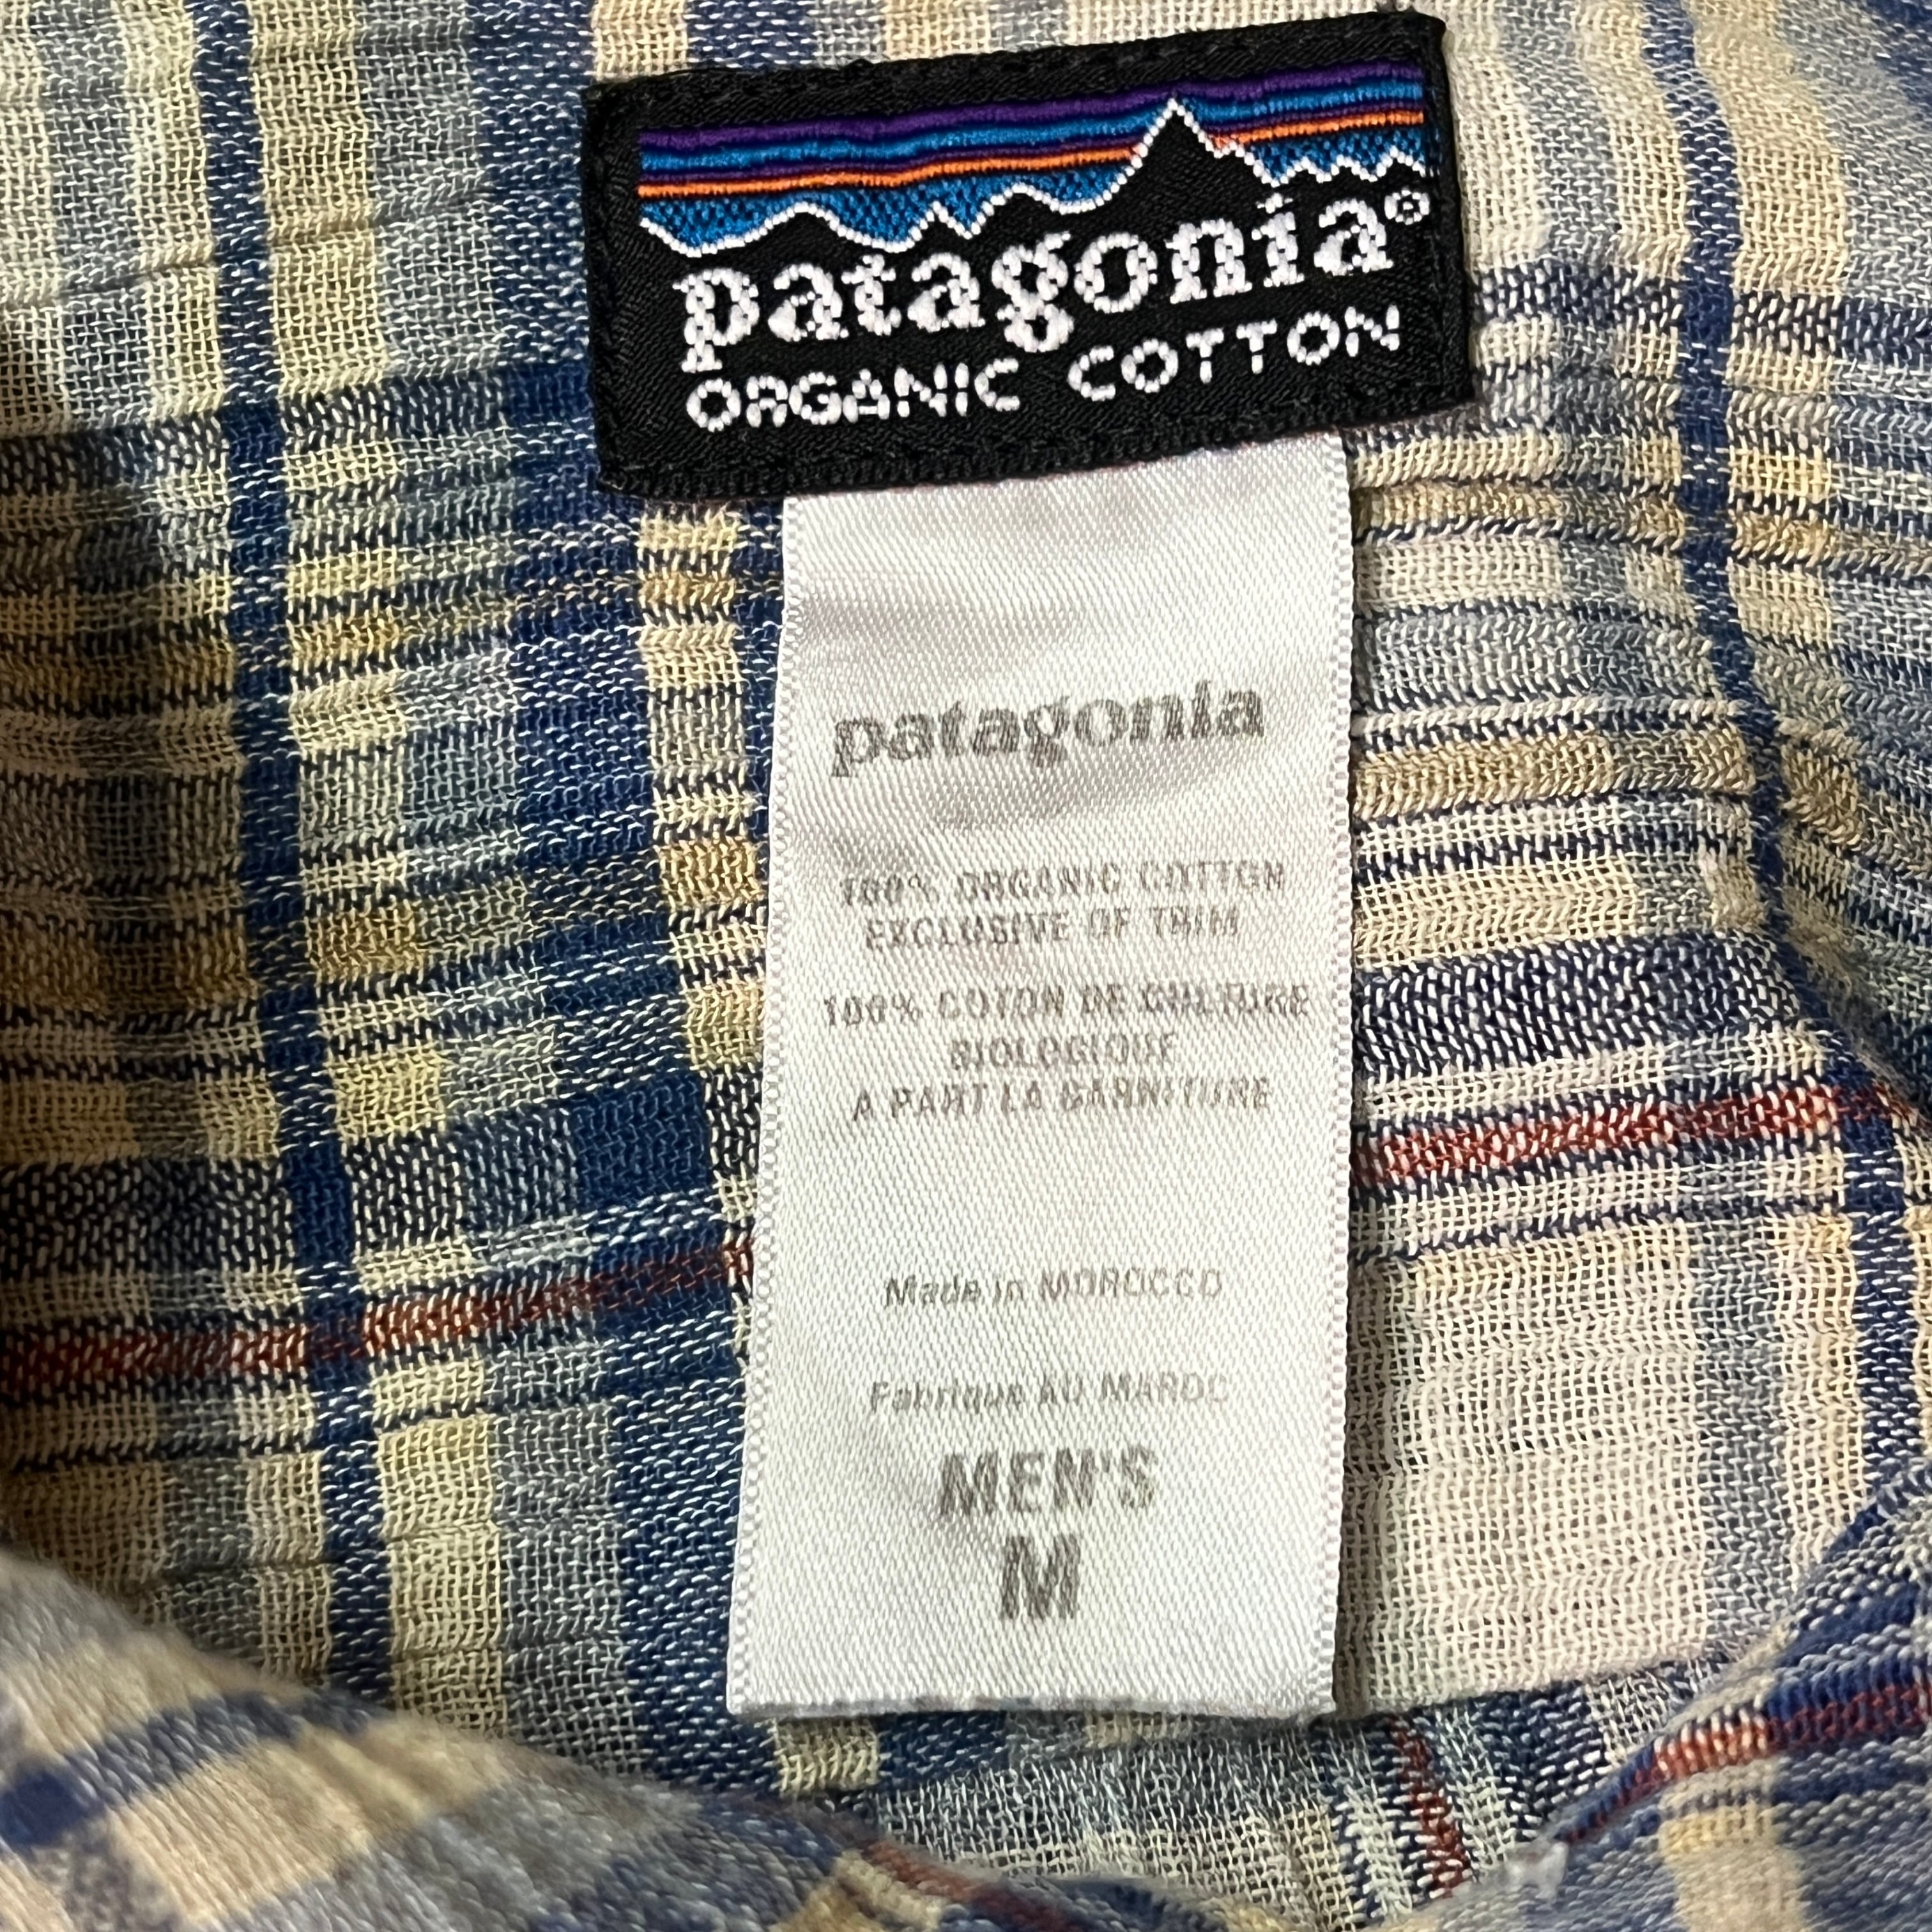 patagonia®
ORGANIC COTTON
patagonia
100% ORGANIC COTTON
EXCLUSIVE OF TRIM
100% COTON DE CULTURE
BIOLOGIQUE
A PART LA GARNITURE
Made in MOROCCO
Fabrique AU MAROC
MEN'S
M